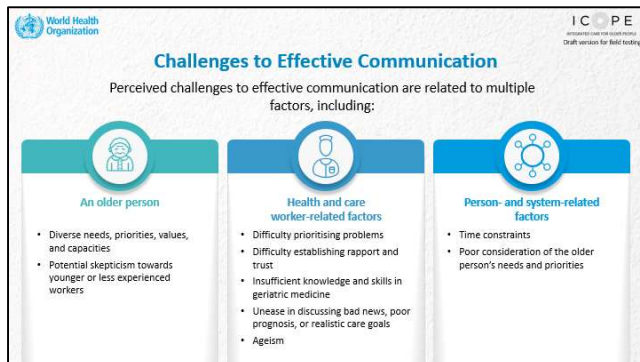 World Health
Organization
ICOPE
INTEGRATED CARE FOR OLDER PEOPLE
Draft version for field testing
Challenges to Effective Communication
Perceived challenges to effective communication are related to multiple
factors, including:
An older person
• Diverse needs, priorities, values,
and capacities
• Potential skepticism towards
younger or less experienced
workers
Health and care
worker-related factors
• Difficulty prioritising problems
• Difficulty establishing rapport and
trust
• Insufficient knowledge and skills in
geriatric medicine
• Unease in discussing bad news, poor
prognosis, or realistic care goals
• Ageism
Person- and system-related
factors
• Time constraints
• Poor consideration of the older
person's needs and priorities